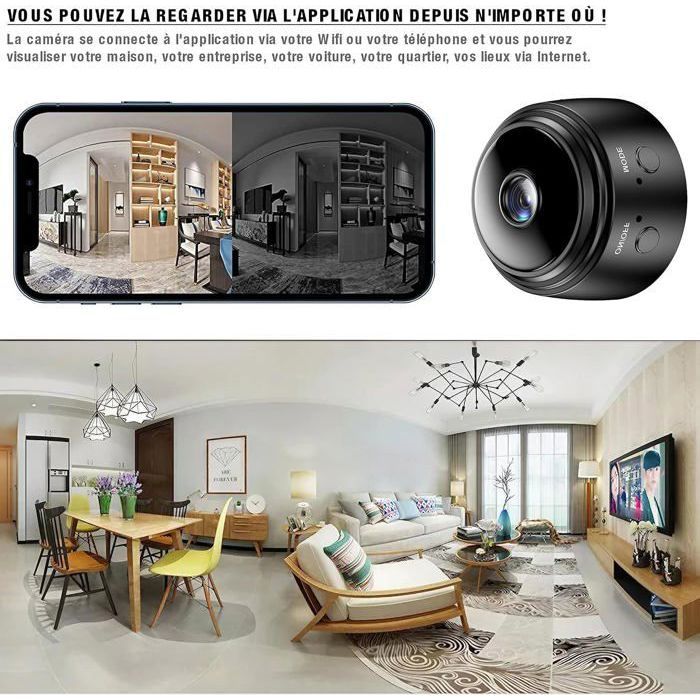 VOUS POUVEZ LA REGARDER VIA L'APPLICATION DEPUIS N'IMPORTE OÙ !
La caméra se connecte à l'application via votre Wifi ou votre téléphone et vous pourrez
visualiser votre maison, votre entreprise, votre voiture, votre quartier, vos lieux via Internet.
MODE
ON/OFF
ARE
FOREVER